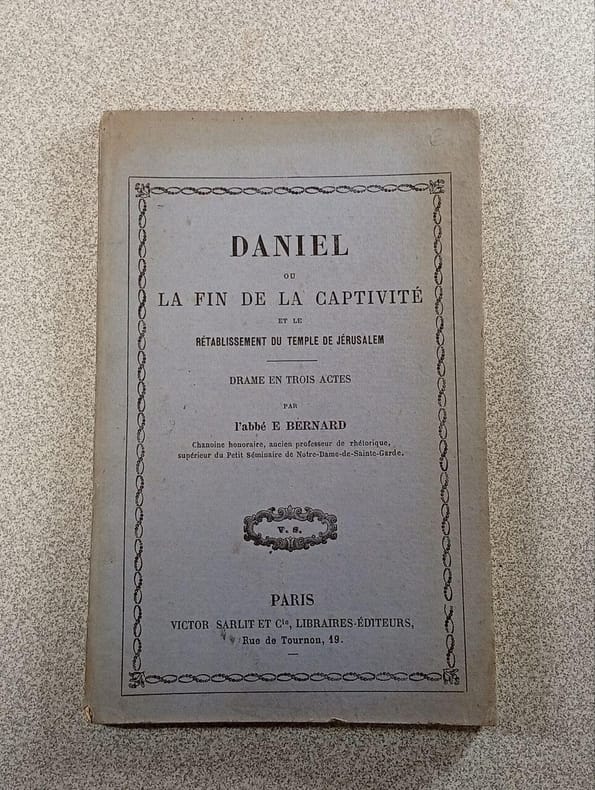 DANIEL
OU
LA FIN DE LA CAPTIVITÉ
ET LE
RÉTABLISSEMENT DU TEMPLE DE JÉRUSALEM
DRAME EN TROIS ACTES
PAR
l'abbé E BERNARD
Chanoine honoraire, ancien professeur de rhétorique,
supérieur du Petit Séminaire de Notre-Dame-de-Sainte-Garde.
V. S.
PARIS
VICTOR SARLIT ET Cie, LIBRAIRES-ÉDITEURS,
Rue de Tournon, 19.